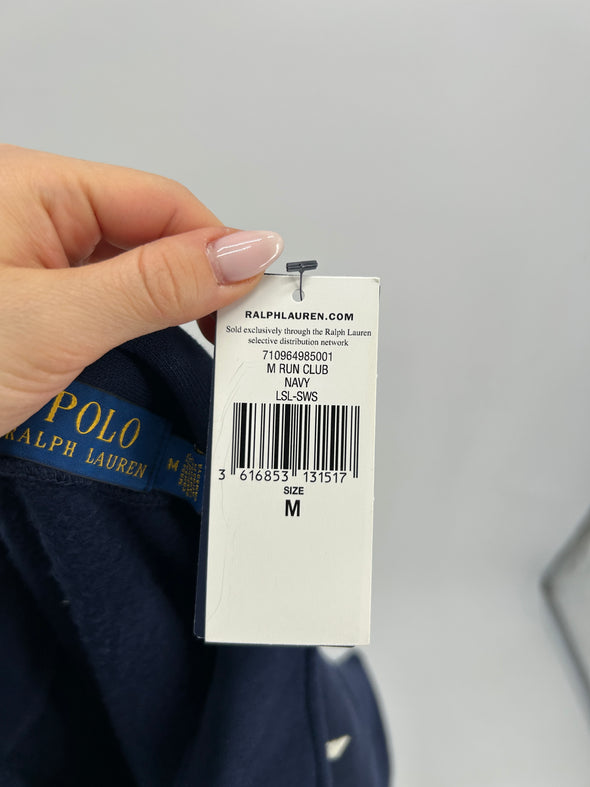 RALPHLAUREN.COM
Sold exclusively through the Ralph Lauren
selective distribution network
710964985001
M RUN CLUB
NAVY
LSL-SWS
3 616853 131517
SIZE
M
POLO
RALPH LAUREN
M